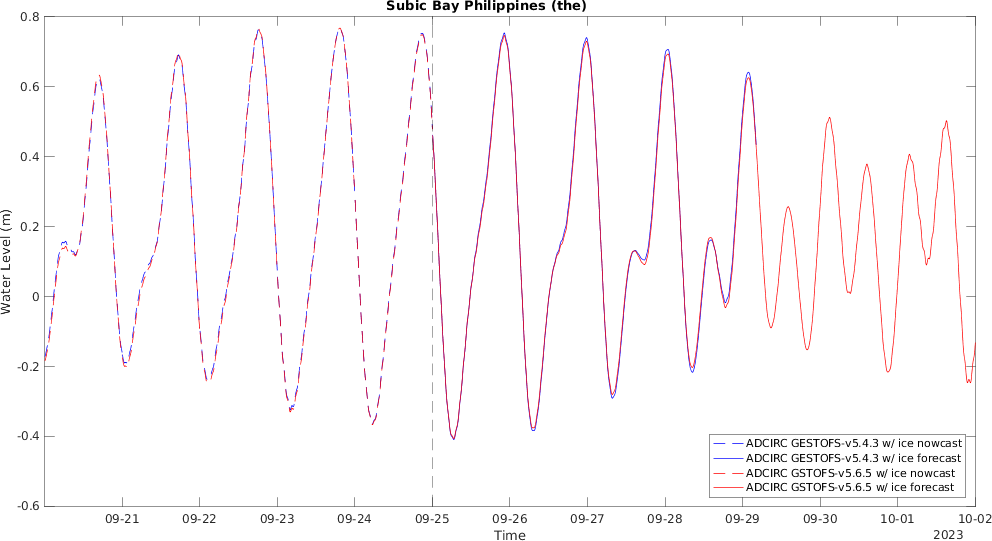 Subic Bay Philippines (the)
0.8
0.6
0.4
0.2
0
-0.2
-0.4
-0.6
Water Level (m)
ADCIRC GESTOFS-v5.4.3 w/ ice nowcast
ADCIRC GESTOFS-v5.4.3 w/ ice forecast
ADCIRC GSTOFS-v5.6.5 w/ ice nowcast
ADCIRC GSTOFS-v5.6.5 w/ ice forecast
09-21 09-22 09-23 09-24 09-25 09-26 09-27 09-28 09-29 09-30 10-01 10-02
Time
2023